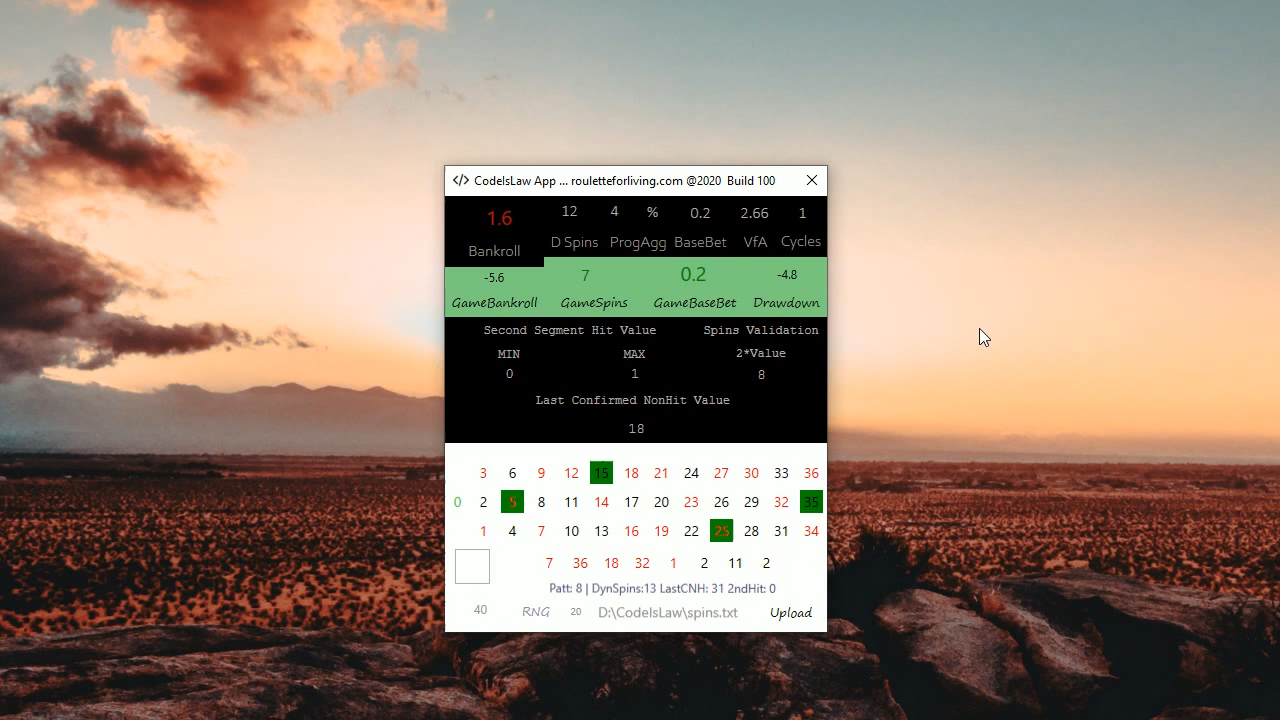 </> CodeIsLaw App ... rouletteforliving.com @2020 Build 100
1.6 12 4 % 0.2 2.66 1
Bankroll D Spins ProgAgg BaseBet VfA Cycles
-5.6 7 0.2 -4.8
GameBankroll GameSpins GameBaseBet Drawdown
Second Segment Hit Value Spins Validation
MIN MAX 2*Value
0 1 8
Last Confirmed NonHit Value
18
3 6 9 12 15 18 21 24 27 30 33 36
0 2 5 8 11 14 17 20 23 26 29 32 35
1 4 7 10 13 16 19 22 25 28 31 34
7 36 18 32 1 2 11 2
Patt: 8 | DynSpins:13 LastCNH: 31 2ndHit: 0
40 RNG 20 D:\CodeIsLaw\spins.txt Upload